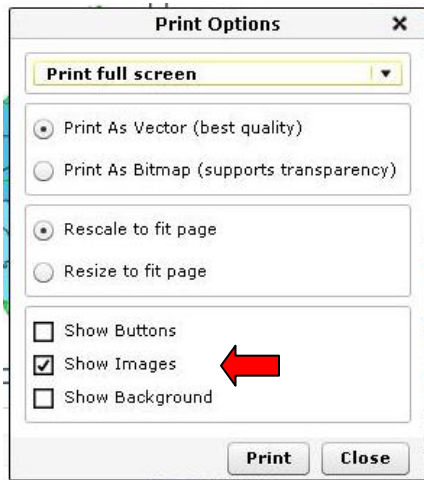 Print Options
Print full screen
Print As Vector (best quality)
Print As Bitmap (supports transparency)
Rescale to fit page
Resize to fit page
Show Buttons
Show Images
Show Background
Print Close